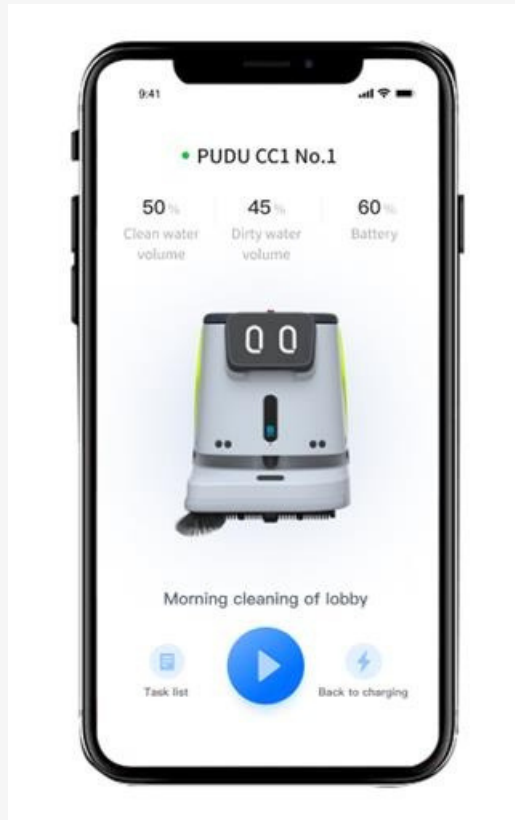 9:41
PUDU CC1 No.1
50 % 45 % 60 %
Clean water Dirty water Battery
volume volume
Morning cleaning of lobby
Task list Back to charging